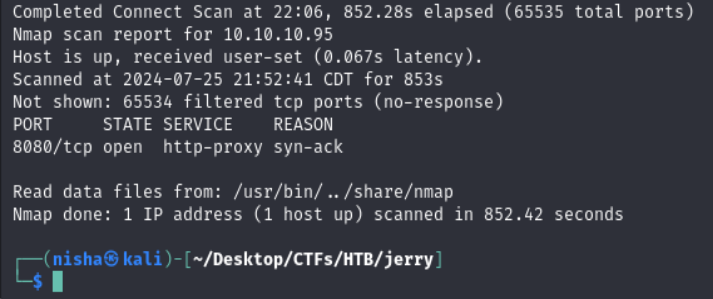 Completed Connect Scan at 22:06, 852.28s elapsed (65535 total ports)
Nmap scan report for 10.10.10.95
Host is up, received user-set (0.067s latency).
Scanned at 2024-07-25 21:52:41 CDT for 853s
Not shown: 65534 filtered tcp ports (no-response)
PORT     STATE SERVICE    REASON
8080/tcp open  http-proxy syn-ack
Read data files from: /usr/bin/../share/nmap
Nmap done: 1 IP address (1 host up) scanned in 852.42 seconds
┌──(nisha㉿kali)-[~/Desktop/CTFs/HTB/jerry]
└─$